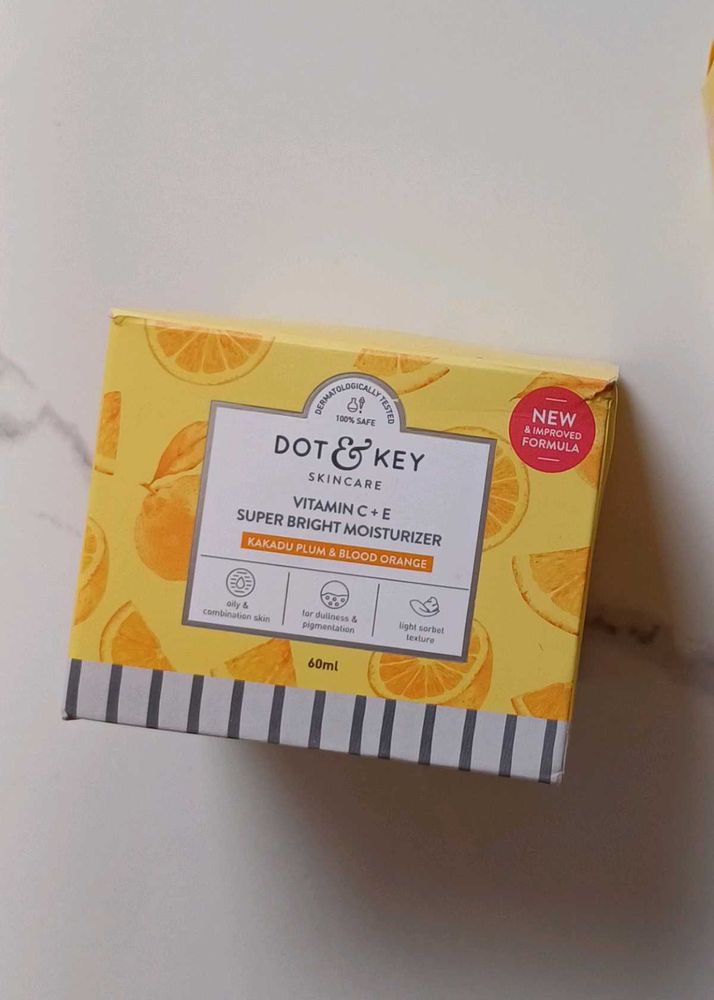 DERMATOLOGICALLY TESTED
100% SAFE
DOT & KEY
SKINCARE
VITAMIN C + E
SUPER BRIGHT MOISTURIZER
KAKADU PLUM & BLOOD ORANGE
oily &
combination skin
for dullness &
pigmentation
light sorbet
texture
60ml
NEW
& IMPROVED
FORMULA